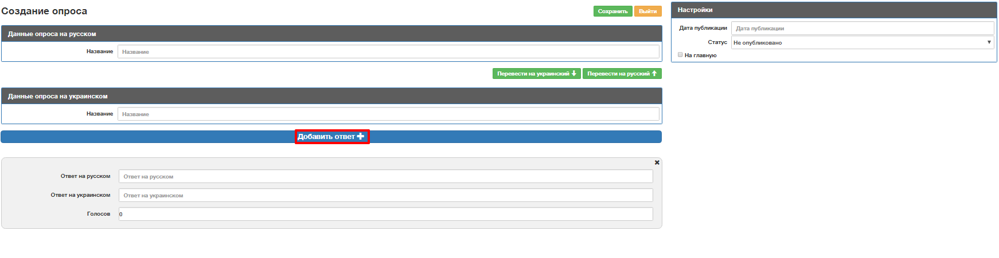 Создание опроса
Сохранить Выйти
Данные опроса на русском
Название Название
Перевести на украинский Перевести на русский
Данные опроса на украинском
Название Название
Добавить ответ
Ответ на русском Ответ на русском
Ответ на украинском Ответ на украинском
Голосов 0
Настройки
Дата публикации Дата публикации
Статус Не опубликовано
На главную